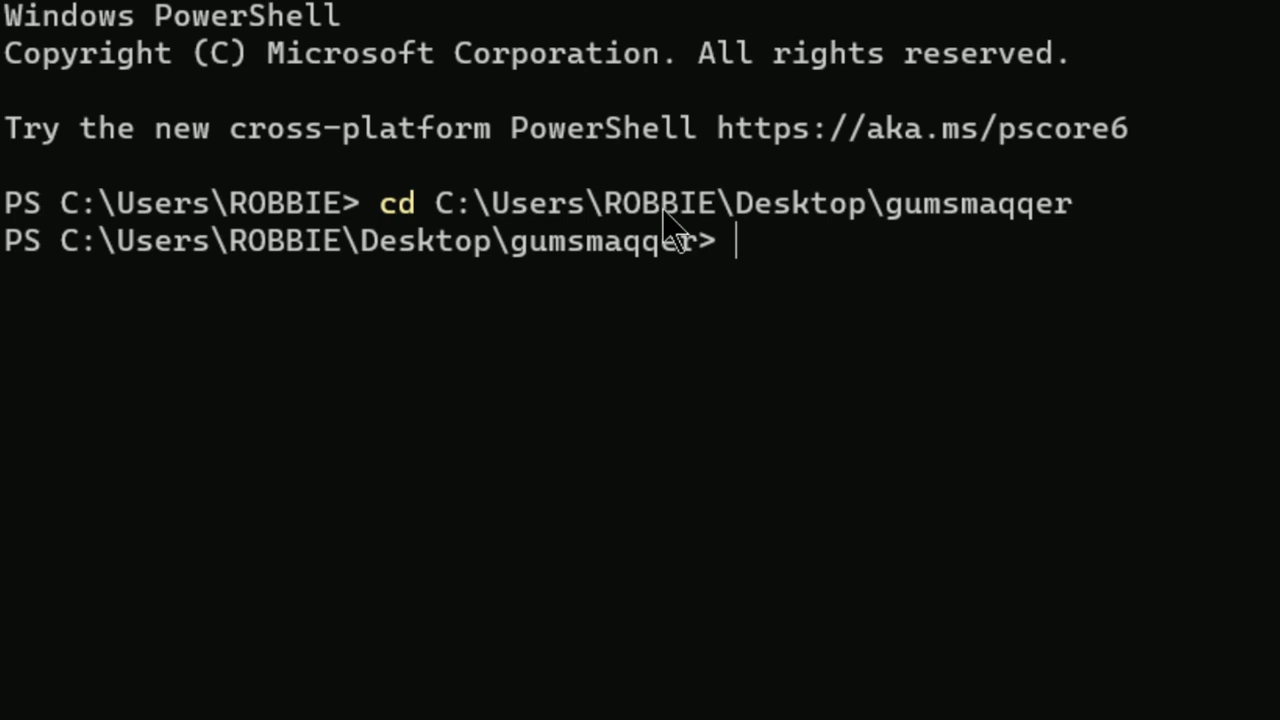 Windows PowerShell
Copyright (C) Microsoft Corporation. All rights reserved.
Try the new cross-platform PowerShell https://aka.ms/pscore6
PS C:\Users\ROBBIE> cd C:\Users\ROBBIE\Desktop\gumsmaqqer
PS C:\Users\ROBBIE\Desktop\gumsmaqqer>